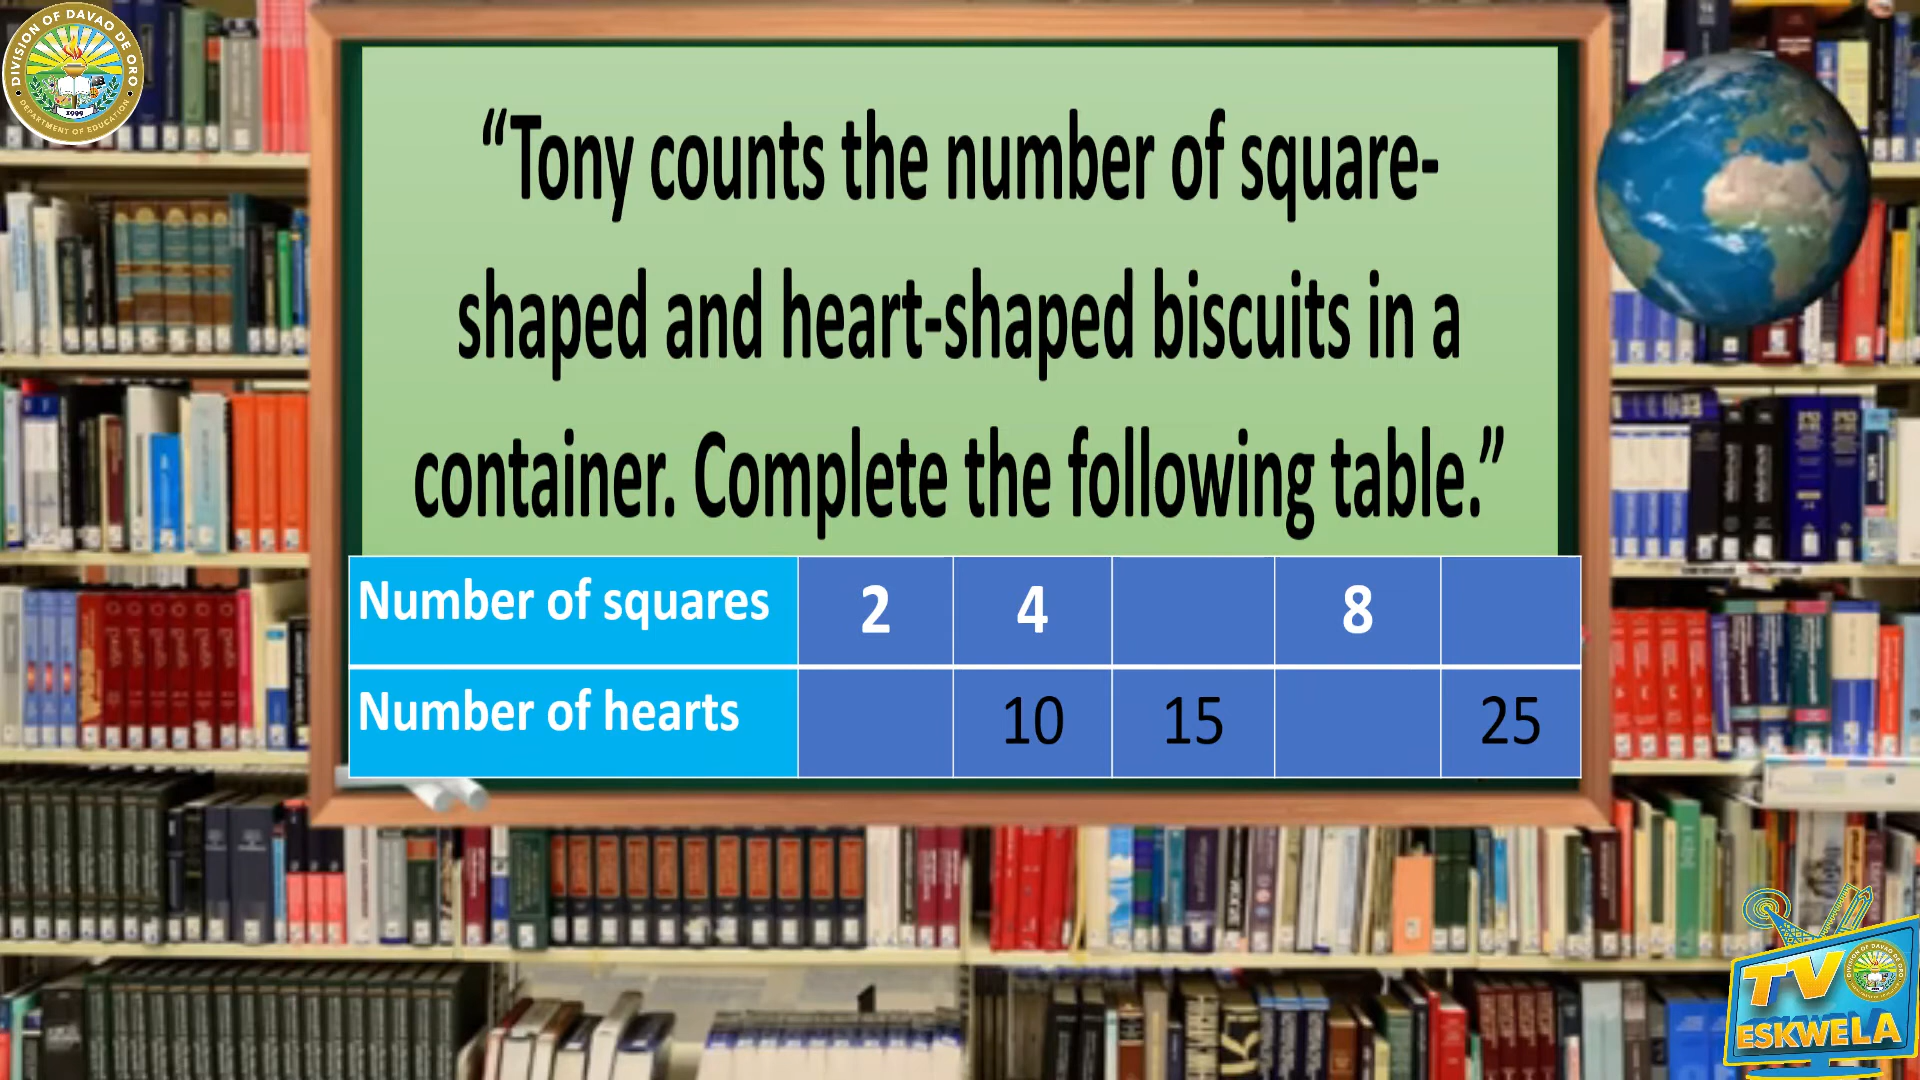 DIVISION OF DAVAO DE ORO
DEPARTMENT OF EDUCATION
1999
“Tony counts the number of square-
shaped and heart-shaped biscuits in a
container. Complete the following table.”
Number of squares 2 4 8
Number of hearts 10 15 25
TV
ESKWELA